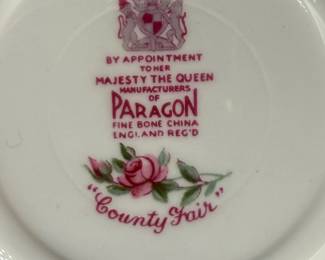 BY APPOINTMENT
TO HER
MAJESTY THE QUEEN
MANUFACTURERS
OF
PARAGON
FINE BONE CHINA
ENGLAND REG'D
"County Fair"